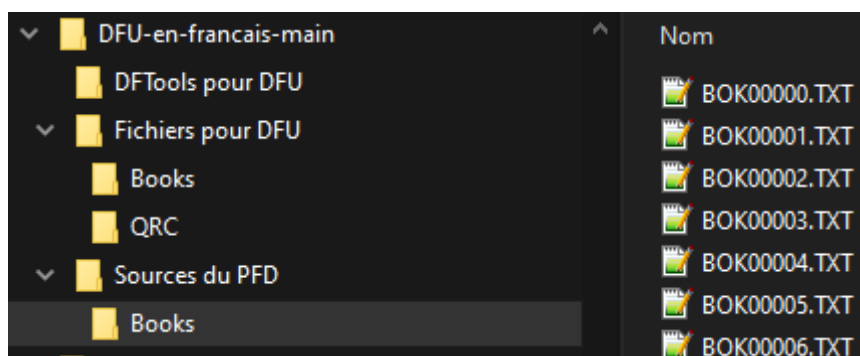 DFU-en-francais-main
DFTools pour DFU
Fichiers pour DFU
Books
QRC
Sources du PFD
Books
Nom
BOK00000.TXT
BOK00001.TXT
BOK00002.TXT
BOK00003.TXT
BOK00004.TXT
BOK00005.TXT
BOK00006.TXT